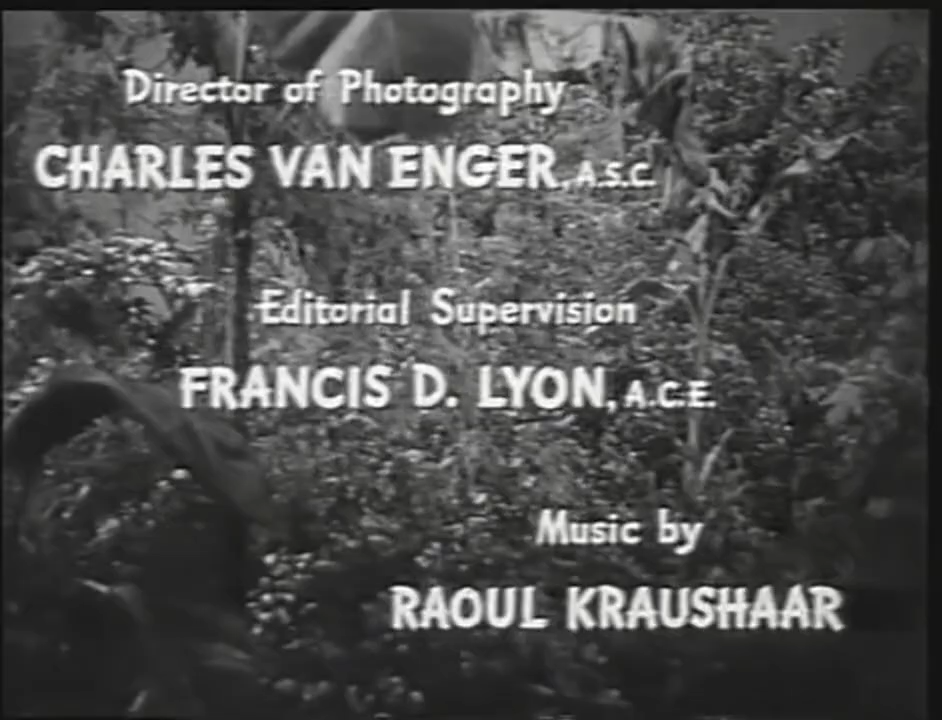 Director of Photography
CHARLES VAN ENGER, A.S.C.
Editorial Supervision
FRANCIS D. LYON, A.C.E.
Music by
RAOUL KRAUSHAAR